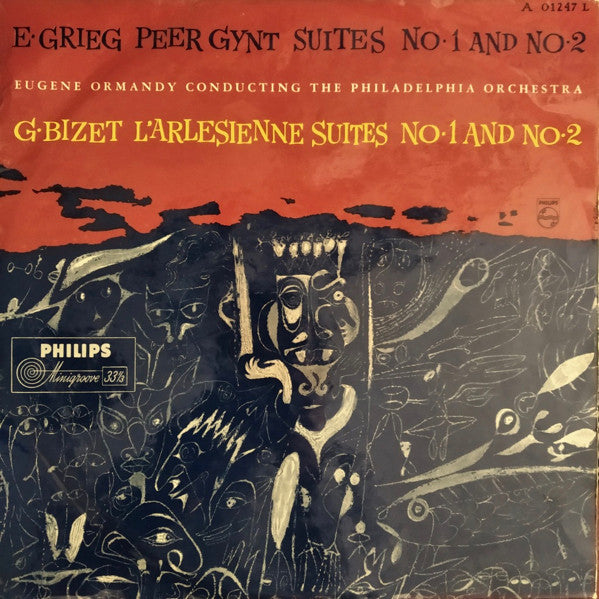 A 01247 L
E·GRIEG PEER GYNT SUITES NO·1 AND NO·2
EUGENE ORMANDY CONDUCTING THE PHILADELPHIA ORCHESTRA
G·BIZET L'ARLESIENNE SUITES NO·1 AND NO·2
PHILIPS
PHILIPS
Minigroove 33⅓